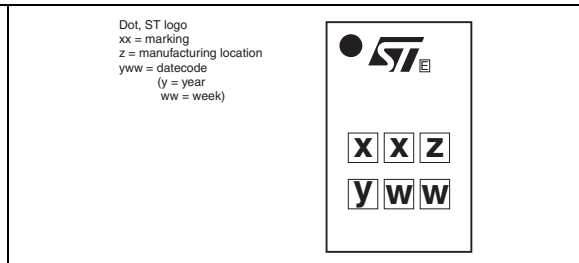 Dot, ST logo
xx = marking
z = manufacturing location
yww = datecode
(y = year
ww = week)
ST E
x x z
y w w